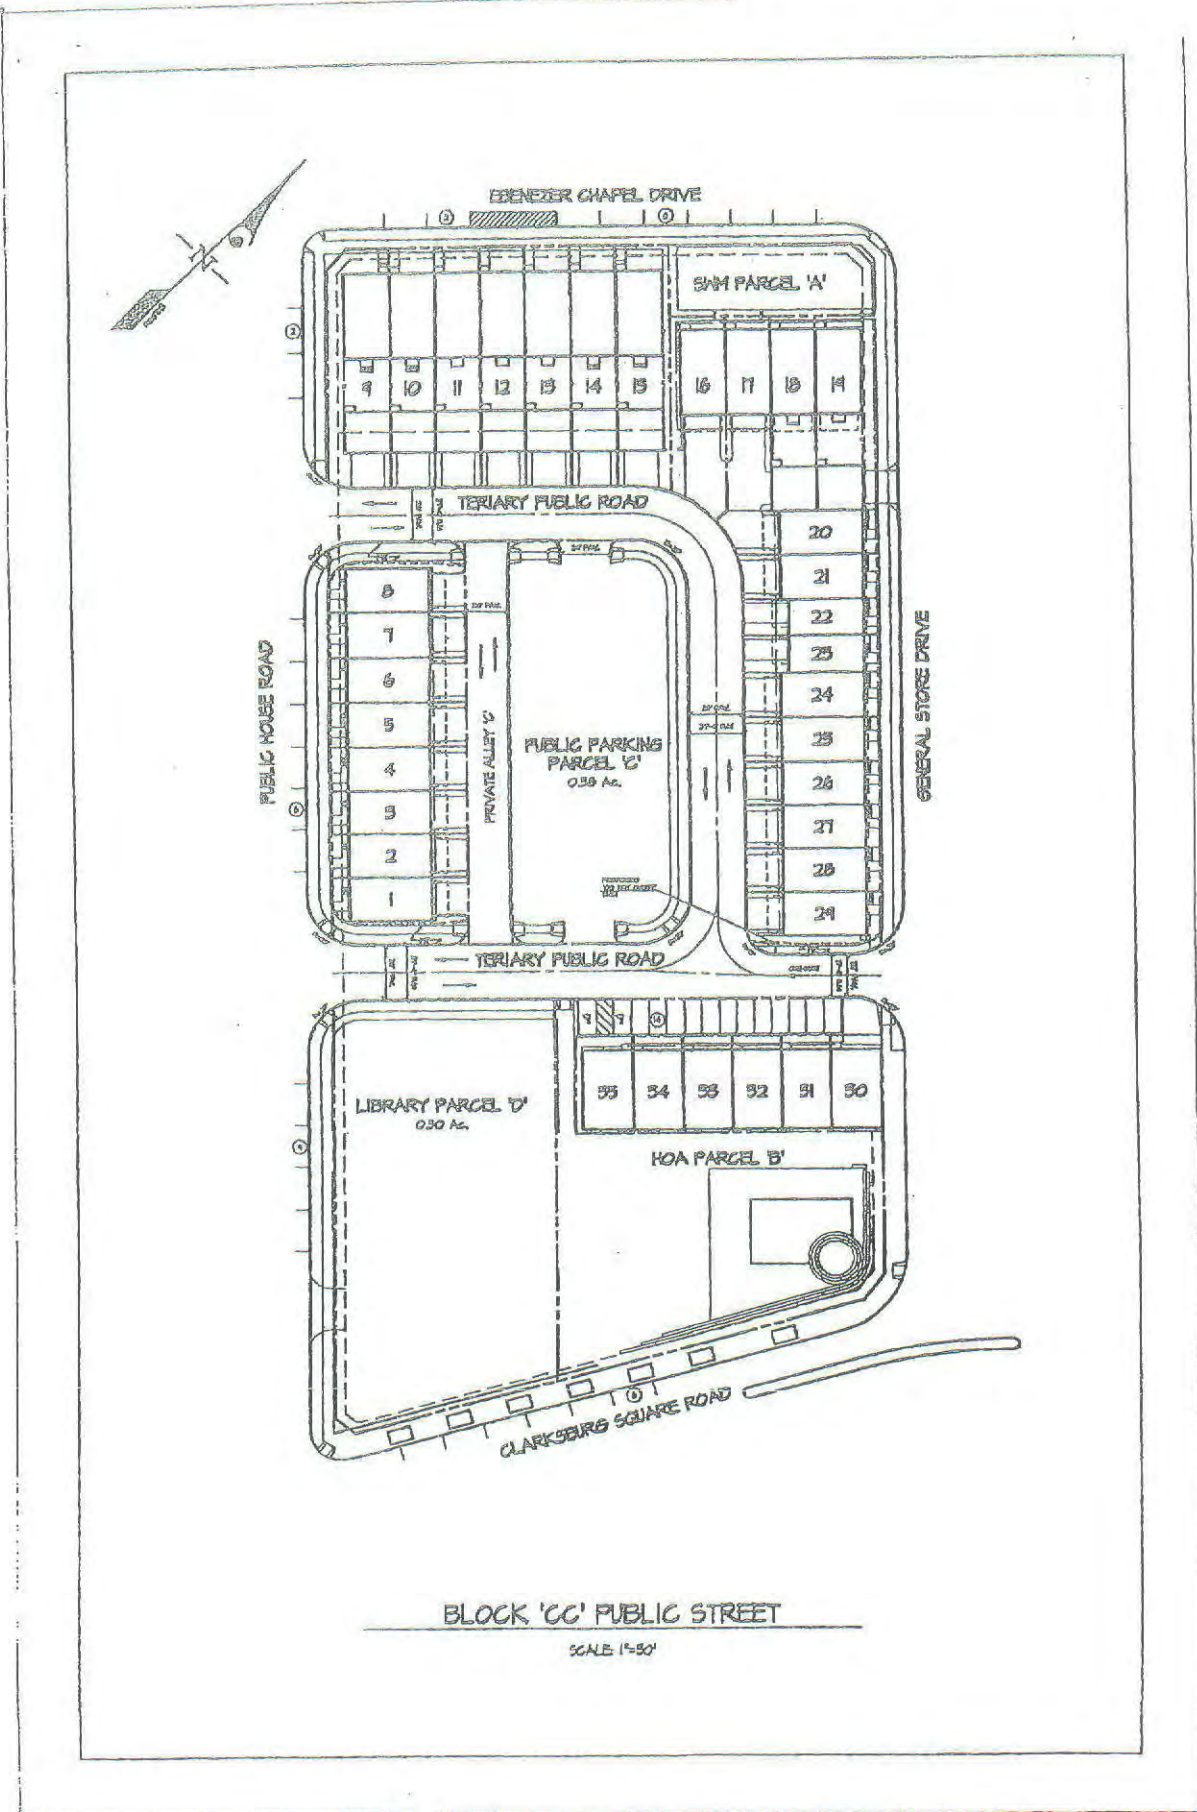 EBENEZER CHAPEL DRIVE
SWM PARCEL 'A'
9 10 11 12 13 14 15
16 17 18 19
TERIARY PUBLIC ROAD
20
21
22
23
24
25
26
27
28
29
8
7
6
5
4
3
2
1
PUBLIC HOUSE ROAD
PRIVATE ALLEY 'C'
PUBLIC PARKING
PARCEL 'C'
GENERAL STORE DRIVE
TERIARY PUBLIC ROAD
35 34 33 32 31 30
LIBRARY PARCEL 'D'
HOA PARCEL 'B'
CLARKSBURG SQUARE ROAD
BLOCK 'CC' PUBLIC STREET
SCALE 1"=50'